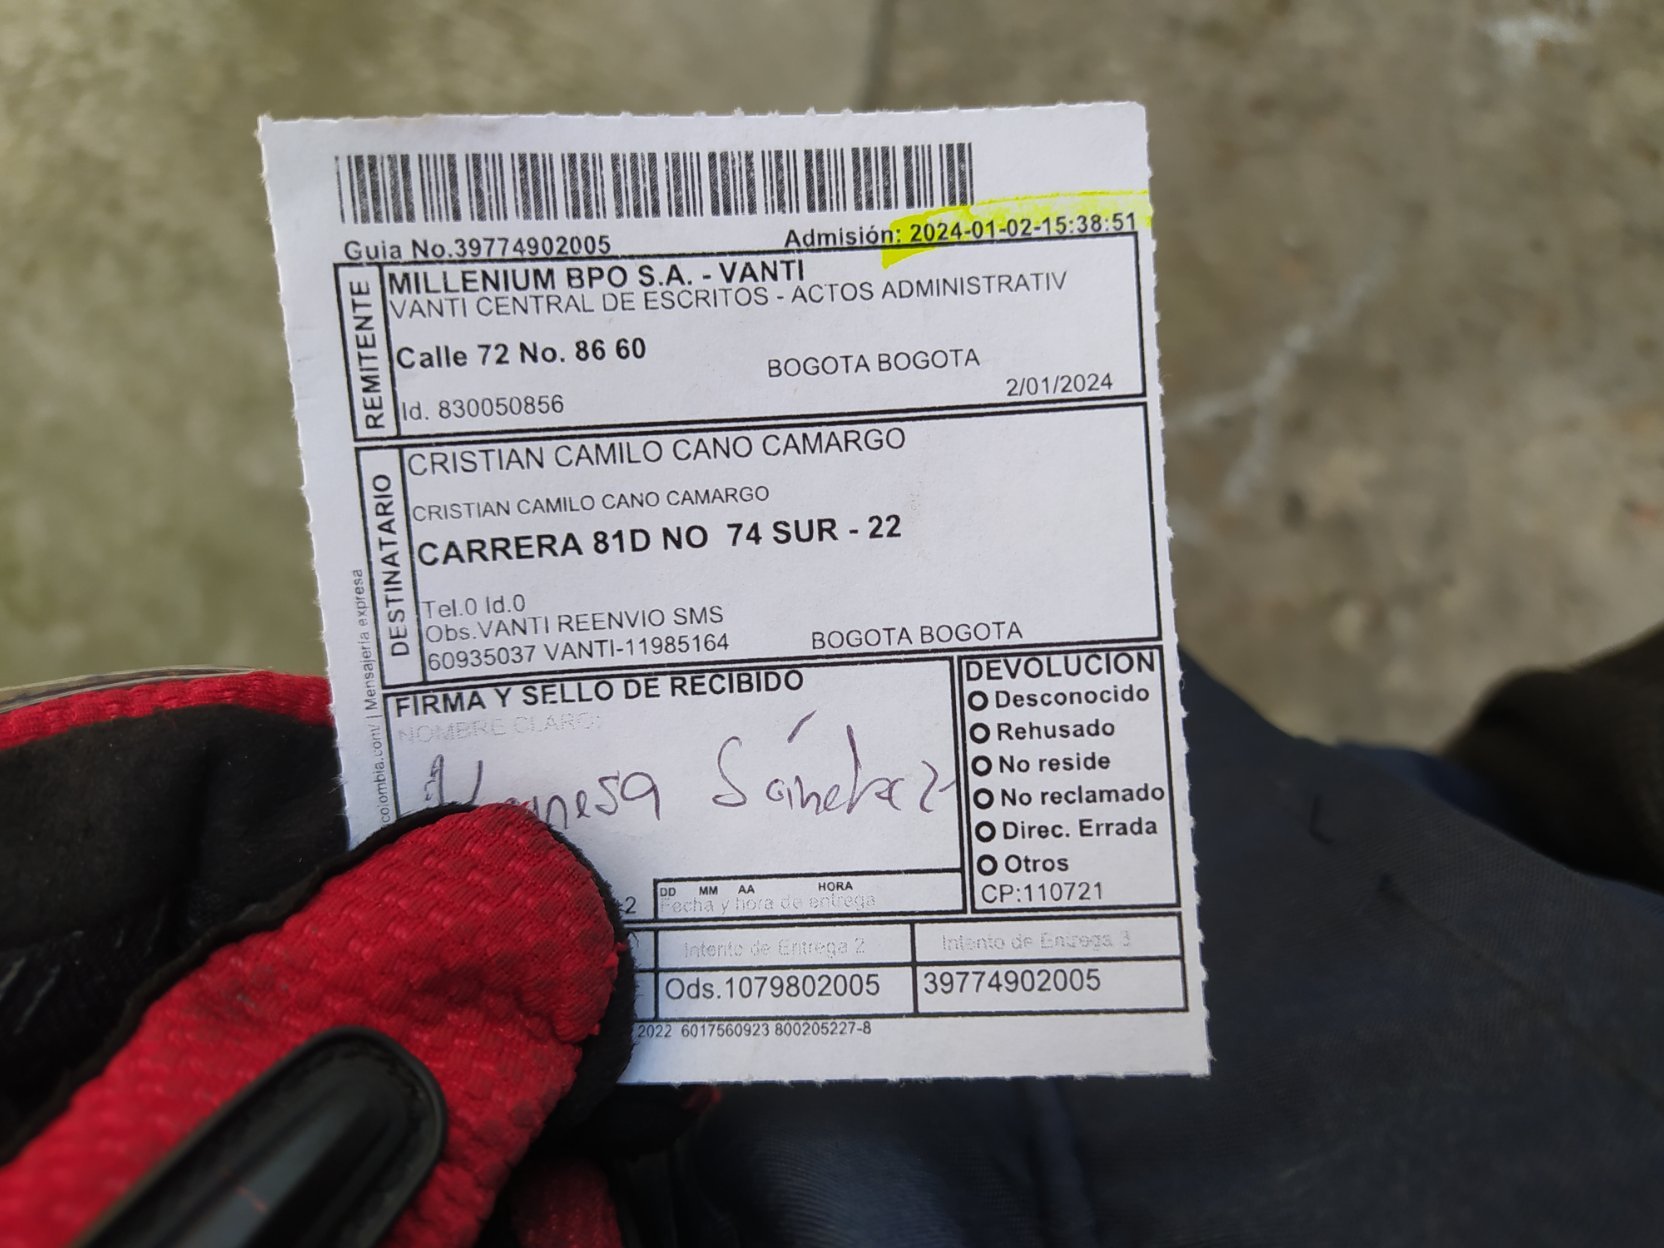 Guia No.39774902005
Admisión: 2024-01-02-15:38:51
REMITENTE
MILLENIUM BPO S.A. - VANTI
VANTI CENTRAL DE ESCRITOS - ACTOS ADMINISTRATIV
Calle 72 No. 86 60
BOGOTA BOGOTA
2/01/2024
Id. 830050856
DESTINATARIO
CRISTIAN CAMILO CANO CAMARGO
CRISTIAN CAMILO CANO CAMARGO
CARRERA 81D NO 74 SUR - 22
Tel.0 Id.0
Obs.VANTI REENVIO SMS
60935037 VANTI-11985164
BOGOTA BOGOTA
colombia.com/ | Mensajeria expresa
FIRMA Y SELLO DE RECIBIDO
NOMBRE CLARO:
Vanesa Sánchez
DEVOLUCION
Desconocido
Rehusado
No reside
No reclamado
Direc. Errada
Otros
CP:110721
DD MM AA HORA
Fecha y hora de entrega
Intento de Entrega 2
Intento de Entrega 3
Ods.1079802005
39774902005
2022 6017560923 800205227-8